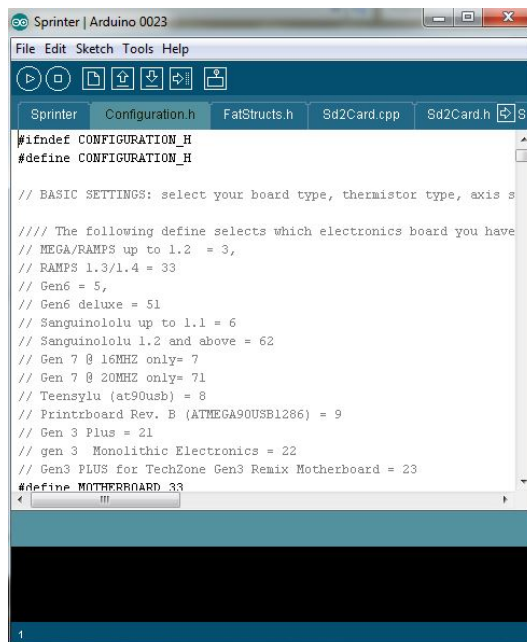 Sprinter | Arduino 0023
File Edit Sketch Tools Help
Sprinter Configuration.h FatStructs.h Sd2Card.cpp Sd2Card.h S
#ifndef CONFIGURATION_H
#define CONFIGURATION_H
// BASIC SETTINGS: select your board type, thermistor type, axis s
//// The following define selects which electronics board you have
// MEGA/RAMPS up to 1.2  = 3,
// RAMPS 1.3/1.4 = 33
// Gen6 = 5,
// Gen6 deluxe = 51
// Sanguinololu up to 1.1 = 6
// Sanguinololu 1.2 and above = 62
// Gen 7 @ 16MHZ only= 7
// Gen 7 @ 20MHZ only= 71
// Teensylu (at90usb) = 8
// Printrboard Rev. B (ATMEGA90USB1286) = 9
// Gen 3 Plus = 21
// gen 3  Monolithic Electronics = 22
// Gen3 PLUS for TechZone Gen3 Remix Motherboard = 23
#define MOTHERBOARD 33
1